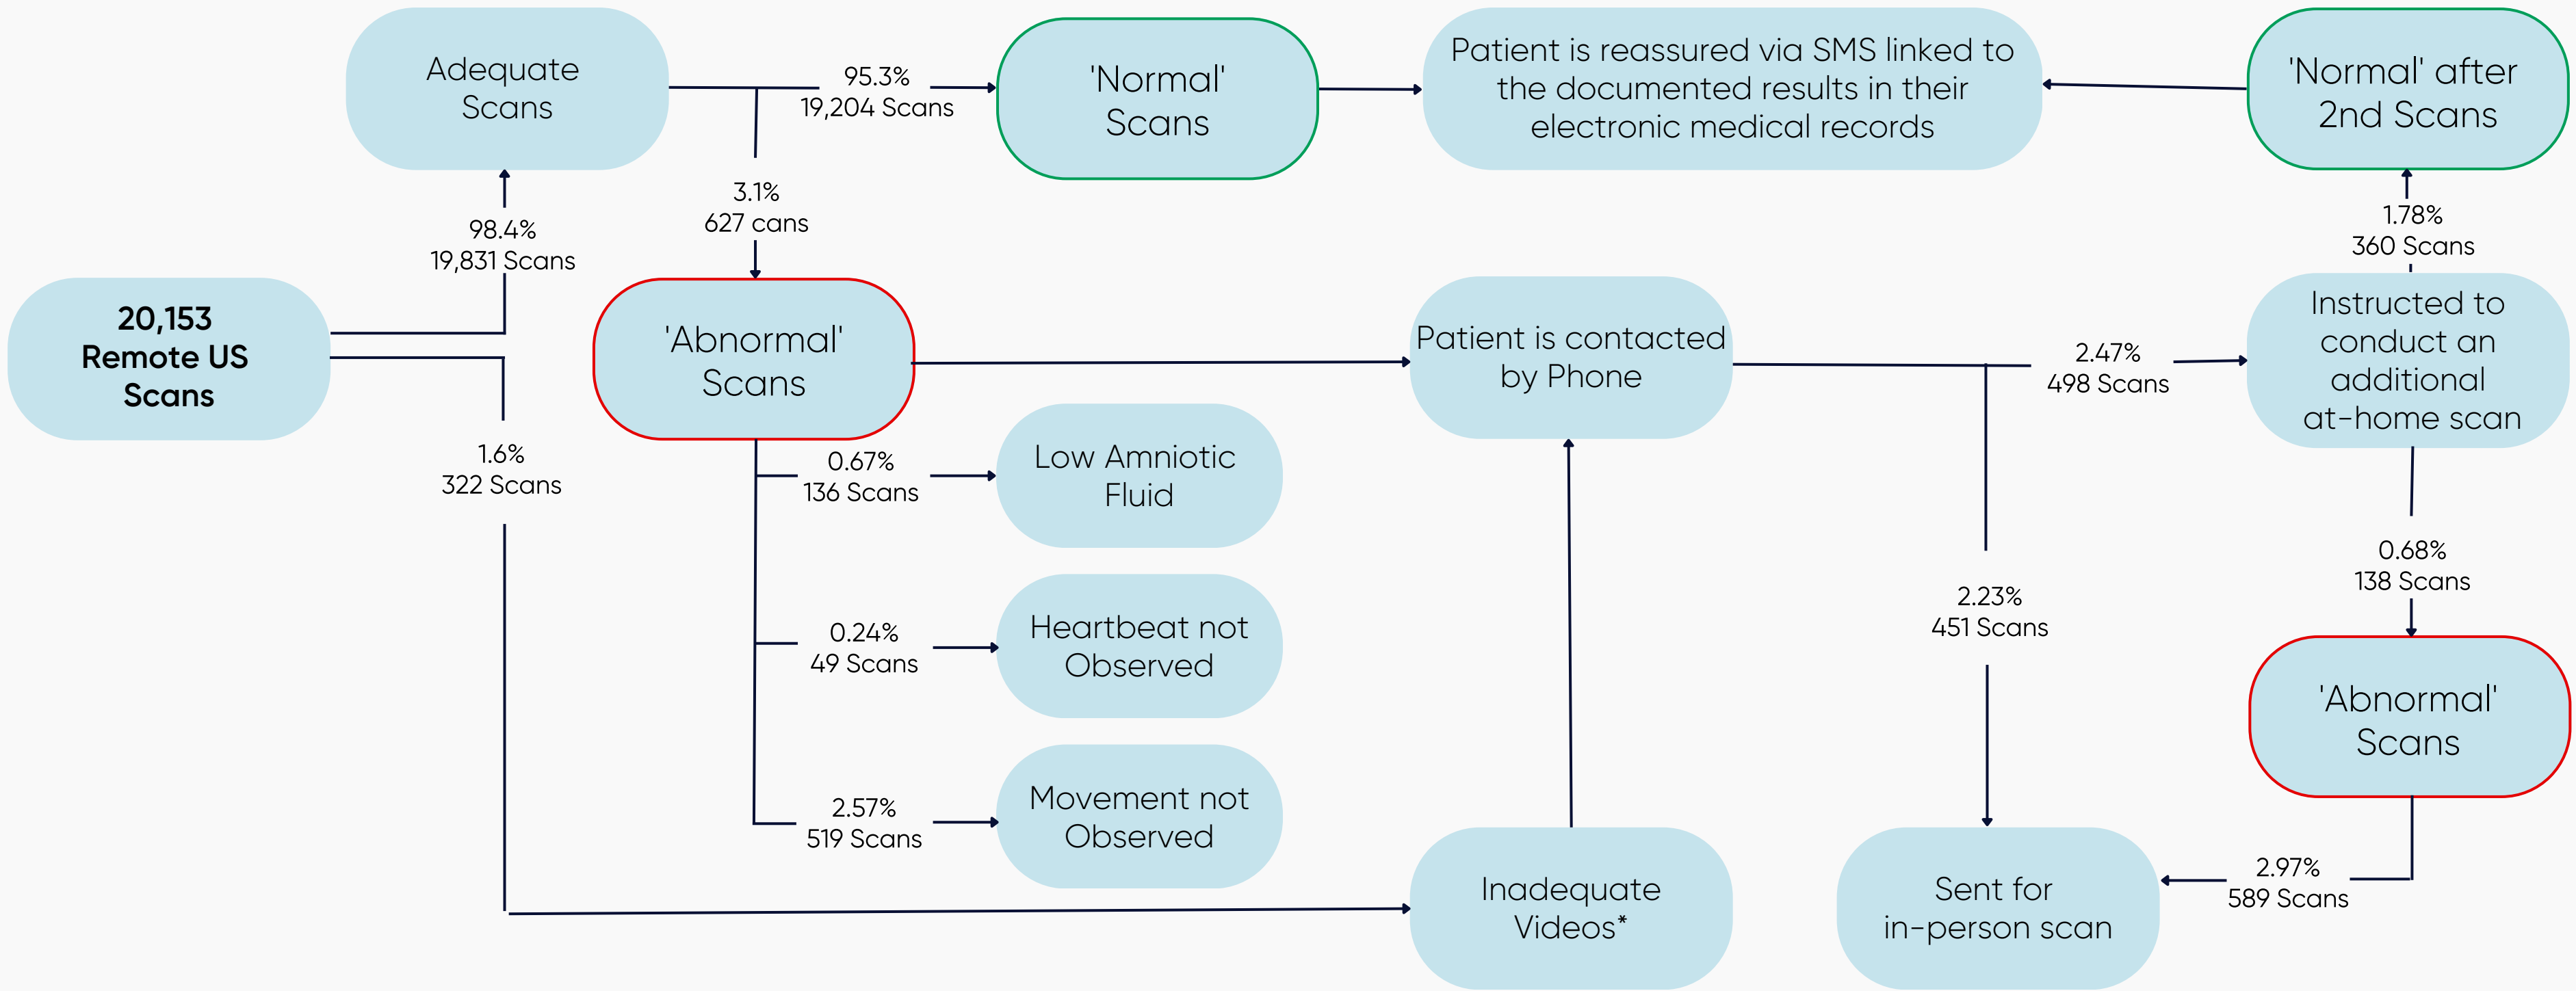 Adequate
Scans
95.3%
19,204 Scans
'Normal'
Scans
Patient is reassured via SMS linked to
the documented results in their
electronic medical records
'Normal' after
2nd Scans
3.1%
627 cans
98.4%
19,831 Scans
1.78%
360 Scans
20,153
Remote US
Scans
'Abnormal'
Scans
Patient is contacted
by Phone
2.47%
498 Scans
Instructed to
conduct an
additional
at-home scan
1.6%
322 Scans
0.67%
136 Scans
Low Amniotic
Fluid
0.24%
49 Scans
Heartbeat not
Observed
2.23%
451 Scans
0.68%
138 Scans
'Abnormal'
Scans
2.57%
519 Scans
Movement not
Observed
Inadequate
Videos*
Sent for
in-person scan
2.97%
589 Scans